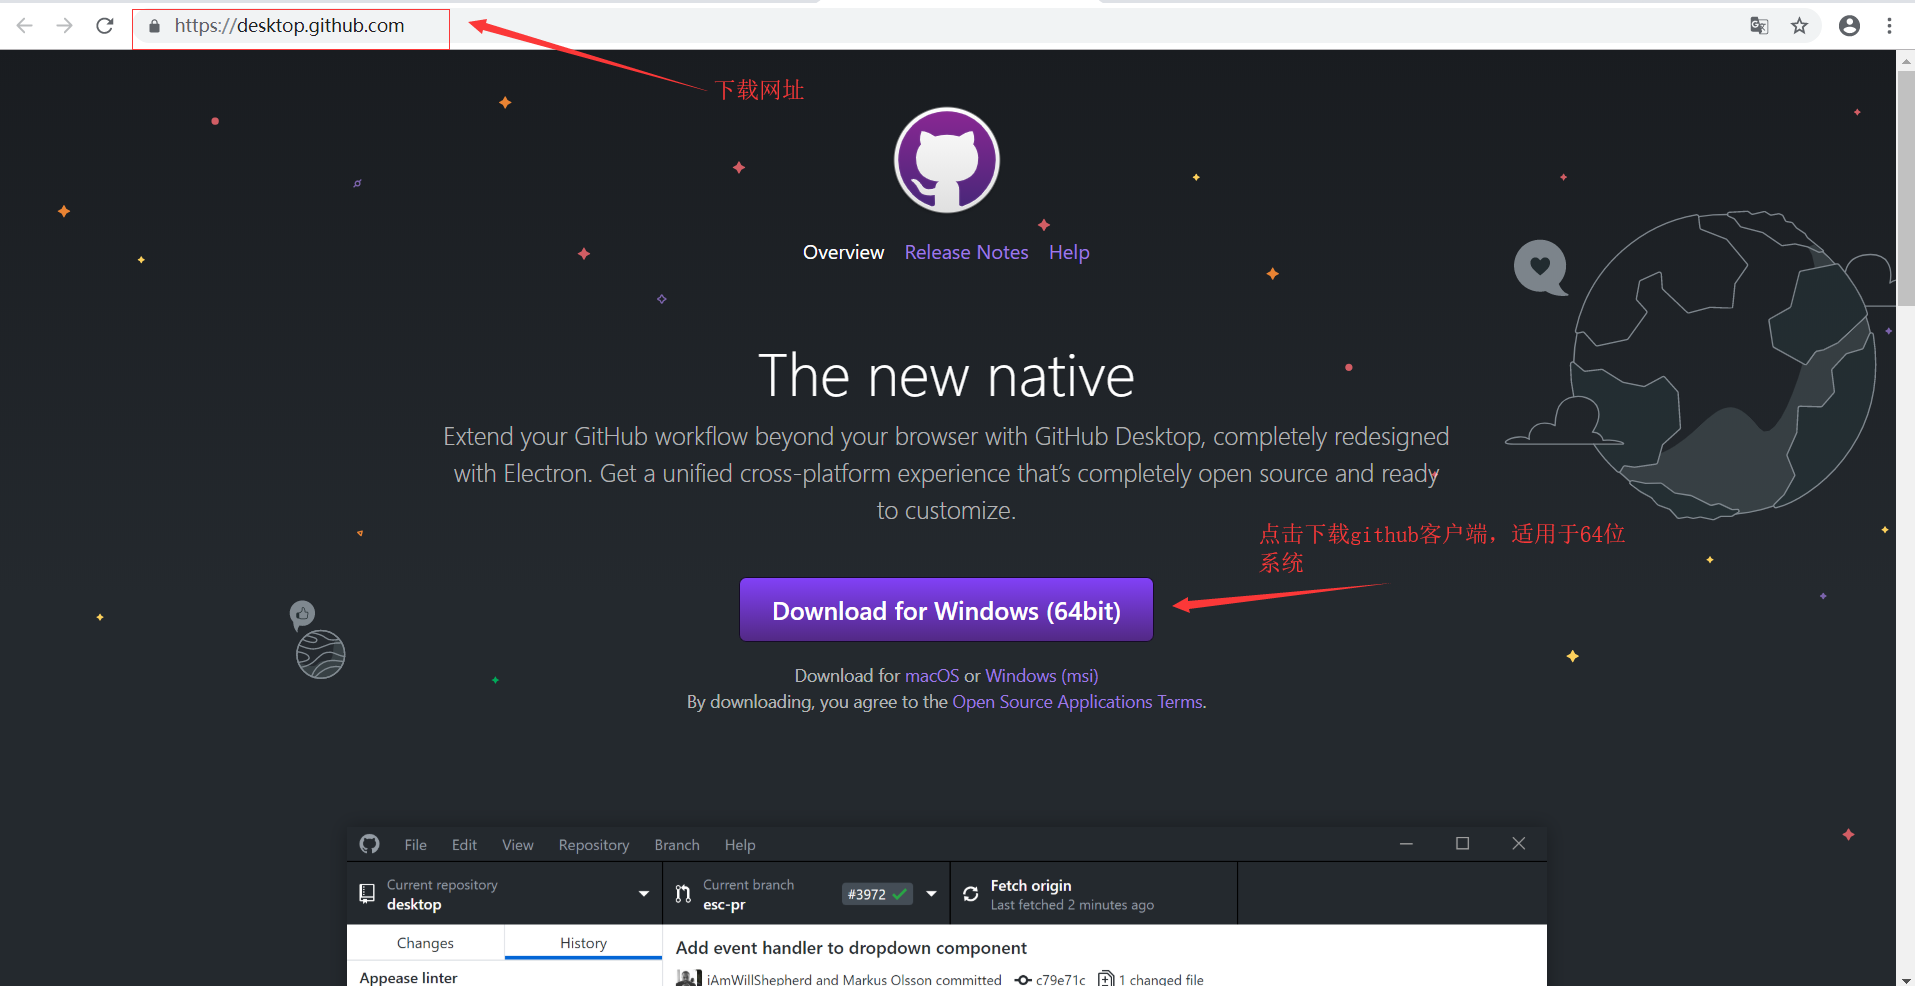 https://desktop.github.com
下载网址
Overview Release Notes Help
The new native
Extend your GitHub workflow beyond your browser with GitHub Desktop, completely redesigned
with Electron. Get a unified cross-platform experience that's completely open source and ready
to customize.
点击下载github客户端，适用于64位
系统
Download for Windows (64bit)
Download for macOS or Windows (msi)
By downloading, you agree to the Open Source Applications Terms.
File Edit View Repository Branch Help
Current repository
desktop
Current branch
esc-pr
#3972
Fetch origin
Last fetched 2 minutes ago
Changes History
Add event handler to dropdown component
Appease linter
iAmWillShepherd and Markus Olsson committed c79e71c 1 changed file